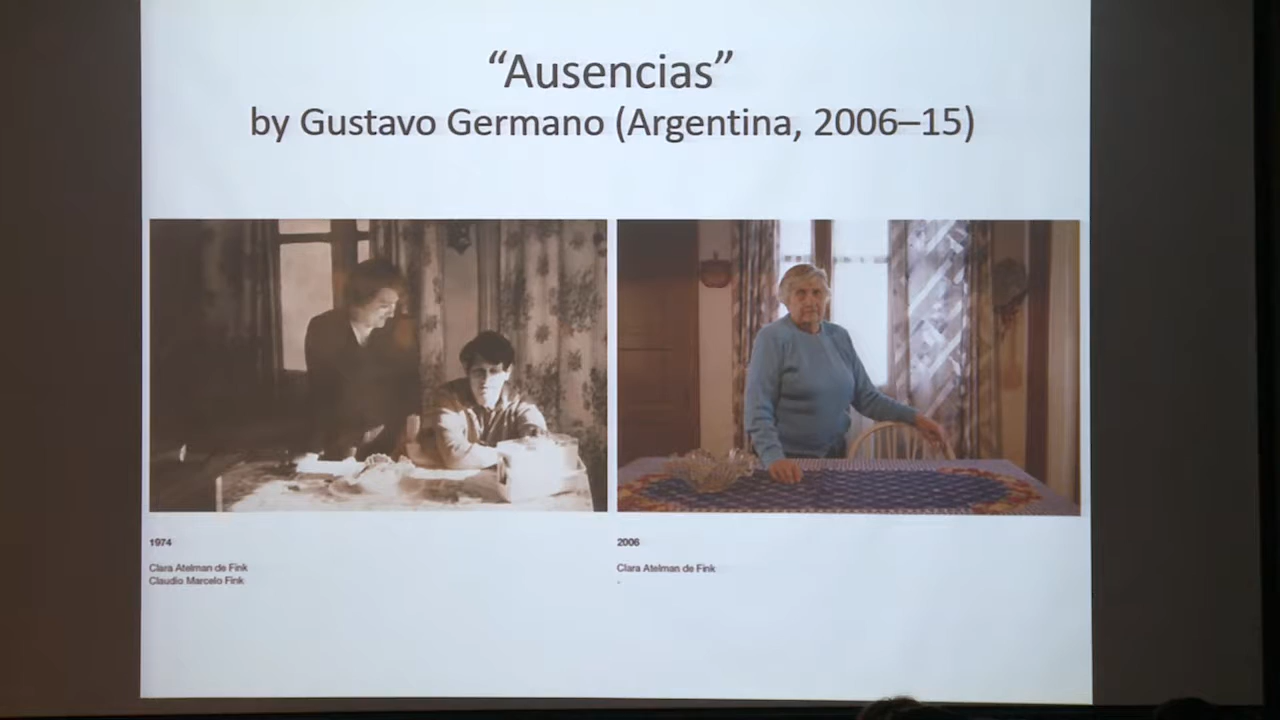 “Ausencias”
by Gustavo Germano (Argentina, 2006–15)
1974
Clara Atelman de Fink
Claudio Marcelo Fink
2006
Clara Atelman de Fink